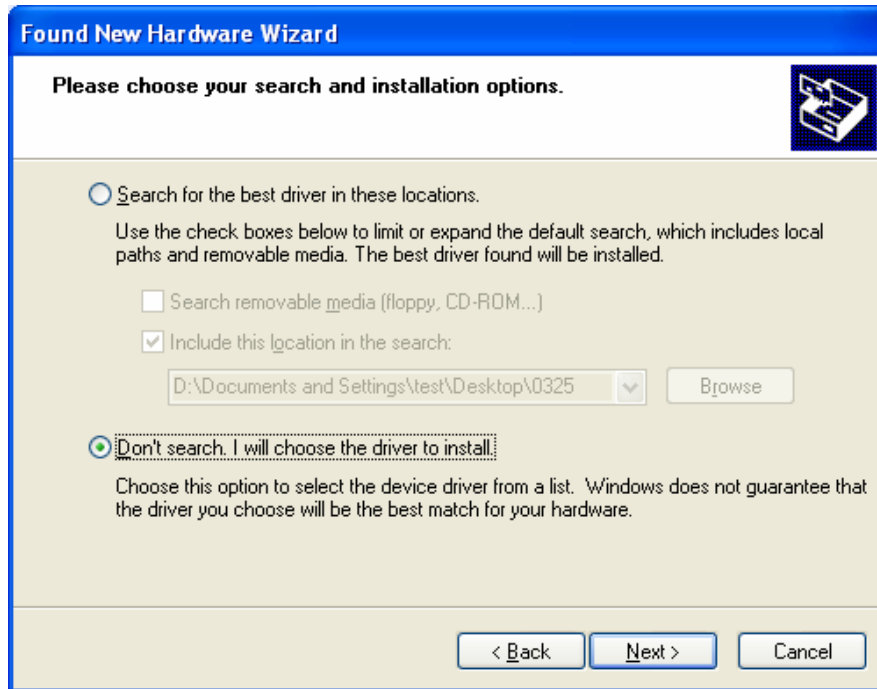 Found New Hardware Wizard
Please choose your search and installation options.
Search for the best driver in these locations.
Use the check boxes below to limit or expand the default search, which includes local
paths and removable media. The best driver found will be installed.
Search removable media (floppy, CD-ROM...)
Include this location in the search:
D:\Documents and Settings\test\Desktop\0325
Browse
Don't search. I will choose the driver to install.
Choose this option to select the device driver from a list. Windows does not guarantee that
the driver you choose will be the best match for your hardware.
< Back
Next >
Cancel